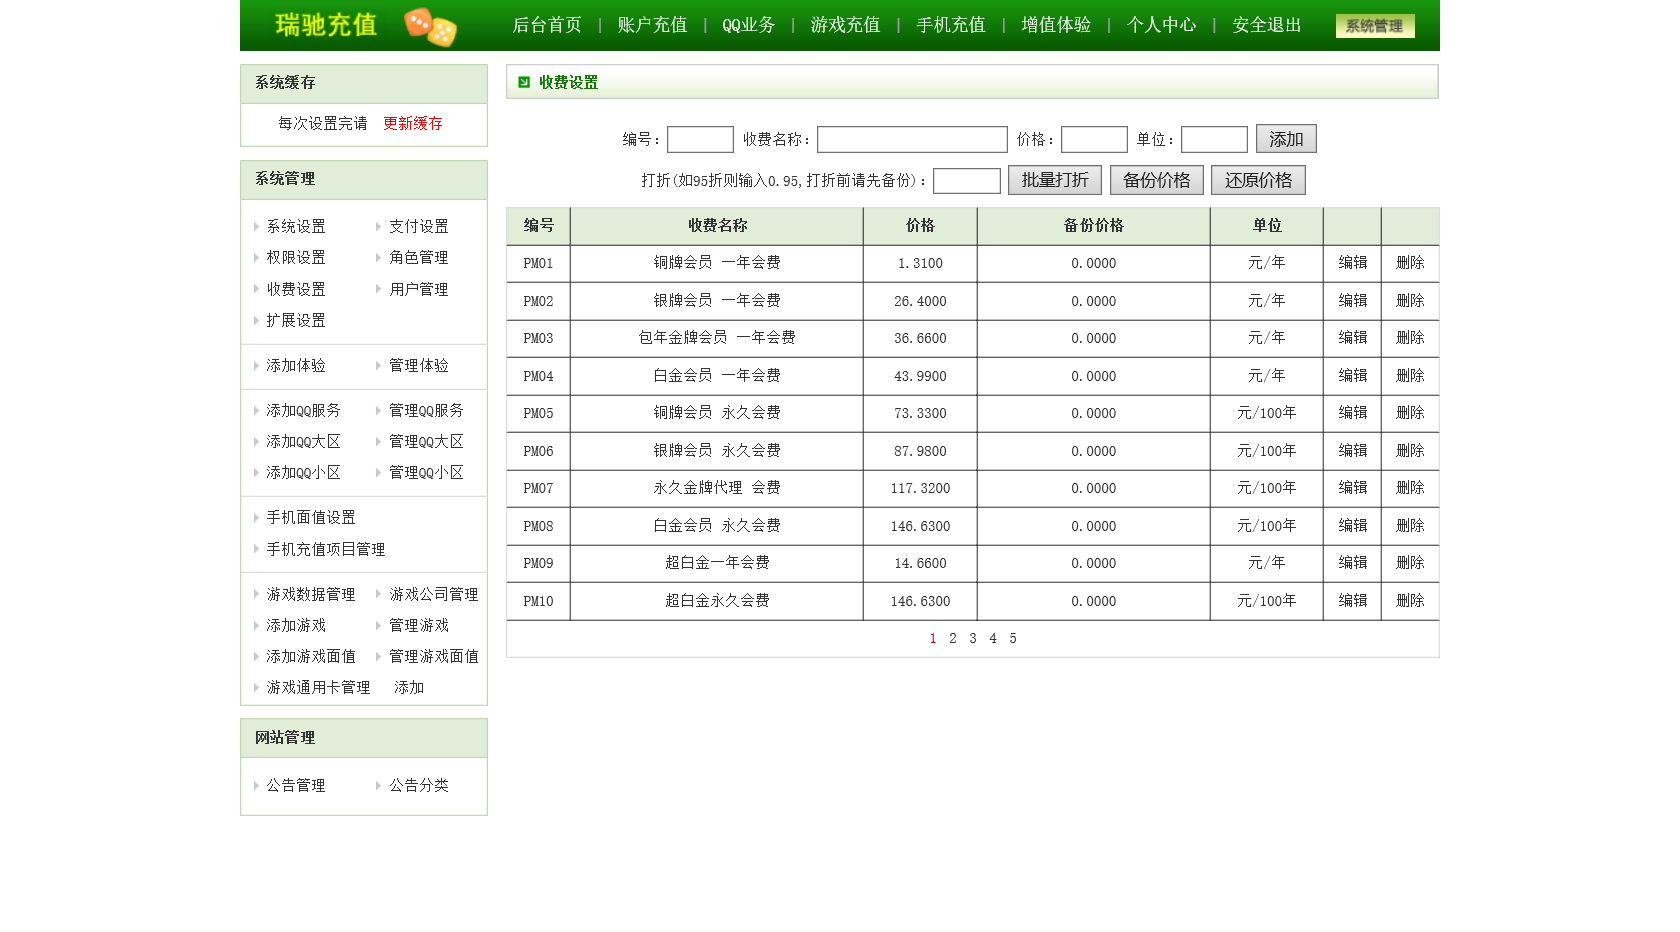 瑞驰充值 后台首页 | 账户充值 | QQ业务 | 游戏充值 | 手机充值 | 增值体验 | 个人中心 | 安全退出 系统管理
系统缓存
每次设置完请 更新缓存
系统管理
系统设置 支付设置
权限设置 角色管理
收费设置 用户管理
扩展设置
添加体验 管理体验
添加QQ服务 管理QQ服务
添加QQ大区 管理QQ大区
添加QQ小区 管理QQ小区
手机面值设置
手机充值项目管理
游戏数据管理 游戏公司管理
添加游戏 管理游戏
添加游戏面值 管理游戏面值
游戏通用卡管理 添加
网站管理
公告管理 公告分类
收费设置
编号: 收费名称: 价格: 单位: 添加
打折(如95折则输入0.95,打折前请先备份): 批量打折 备份价格 还原价格
编号 收费名称 价格 备份价格 单位
PM01 铜牌会员 一年会费 1.3100 0.0000 元/年 编辑 删除
PM02 银牌会员 一年会费 26.4000 0.0000 元/年 编辑 删除
PM03 包年金牌会员 一年会费 36.6600 0.0000 元/年 编辑 删除
PM04 白金会员 一年会费 43.9900 0.0000 元/年 编辑 删除
PM05 铜牌会员 永久会费 73.3300 0.0000 元/100年 编辑 删除
PM06 银牌会员 永久会费 87.9800 0.0000 元/100年 编辑 删除
PM07 永久金牌代理 会费 117.3200 0.0000 元/100年 编辑 删除
PM08 白金会员 永久会费 146.6300 0.0000 元/100年 编辑 删除
PM09 超白金一年会费 14.6600 0.0000 元/年 编辑 删除
PM10 超白金永久会费 146.6300 0.0000 元/100年 编辑 删除
1 2 3 4 5